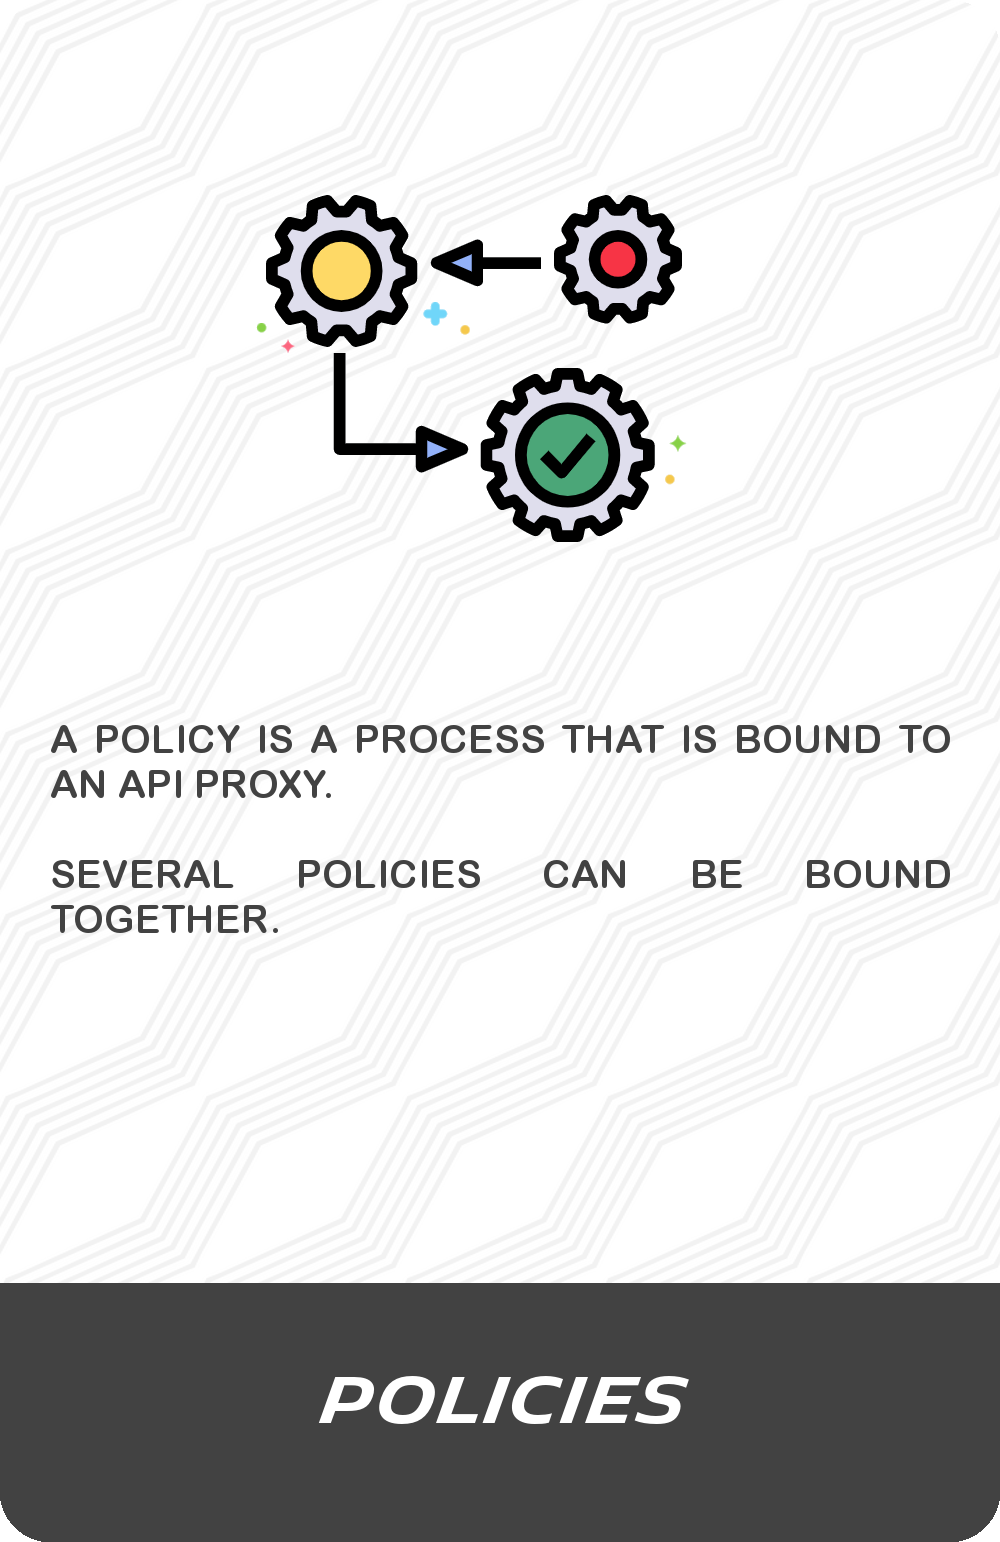 A POLICY IS A PROCESS THAT IS BOUND TO
AN API PROXY.
SEVERAL POLICIES CAN BE BOUND
TOGETHER.
POLICIES